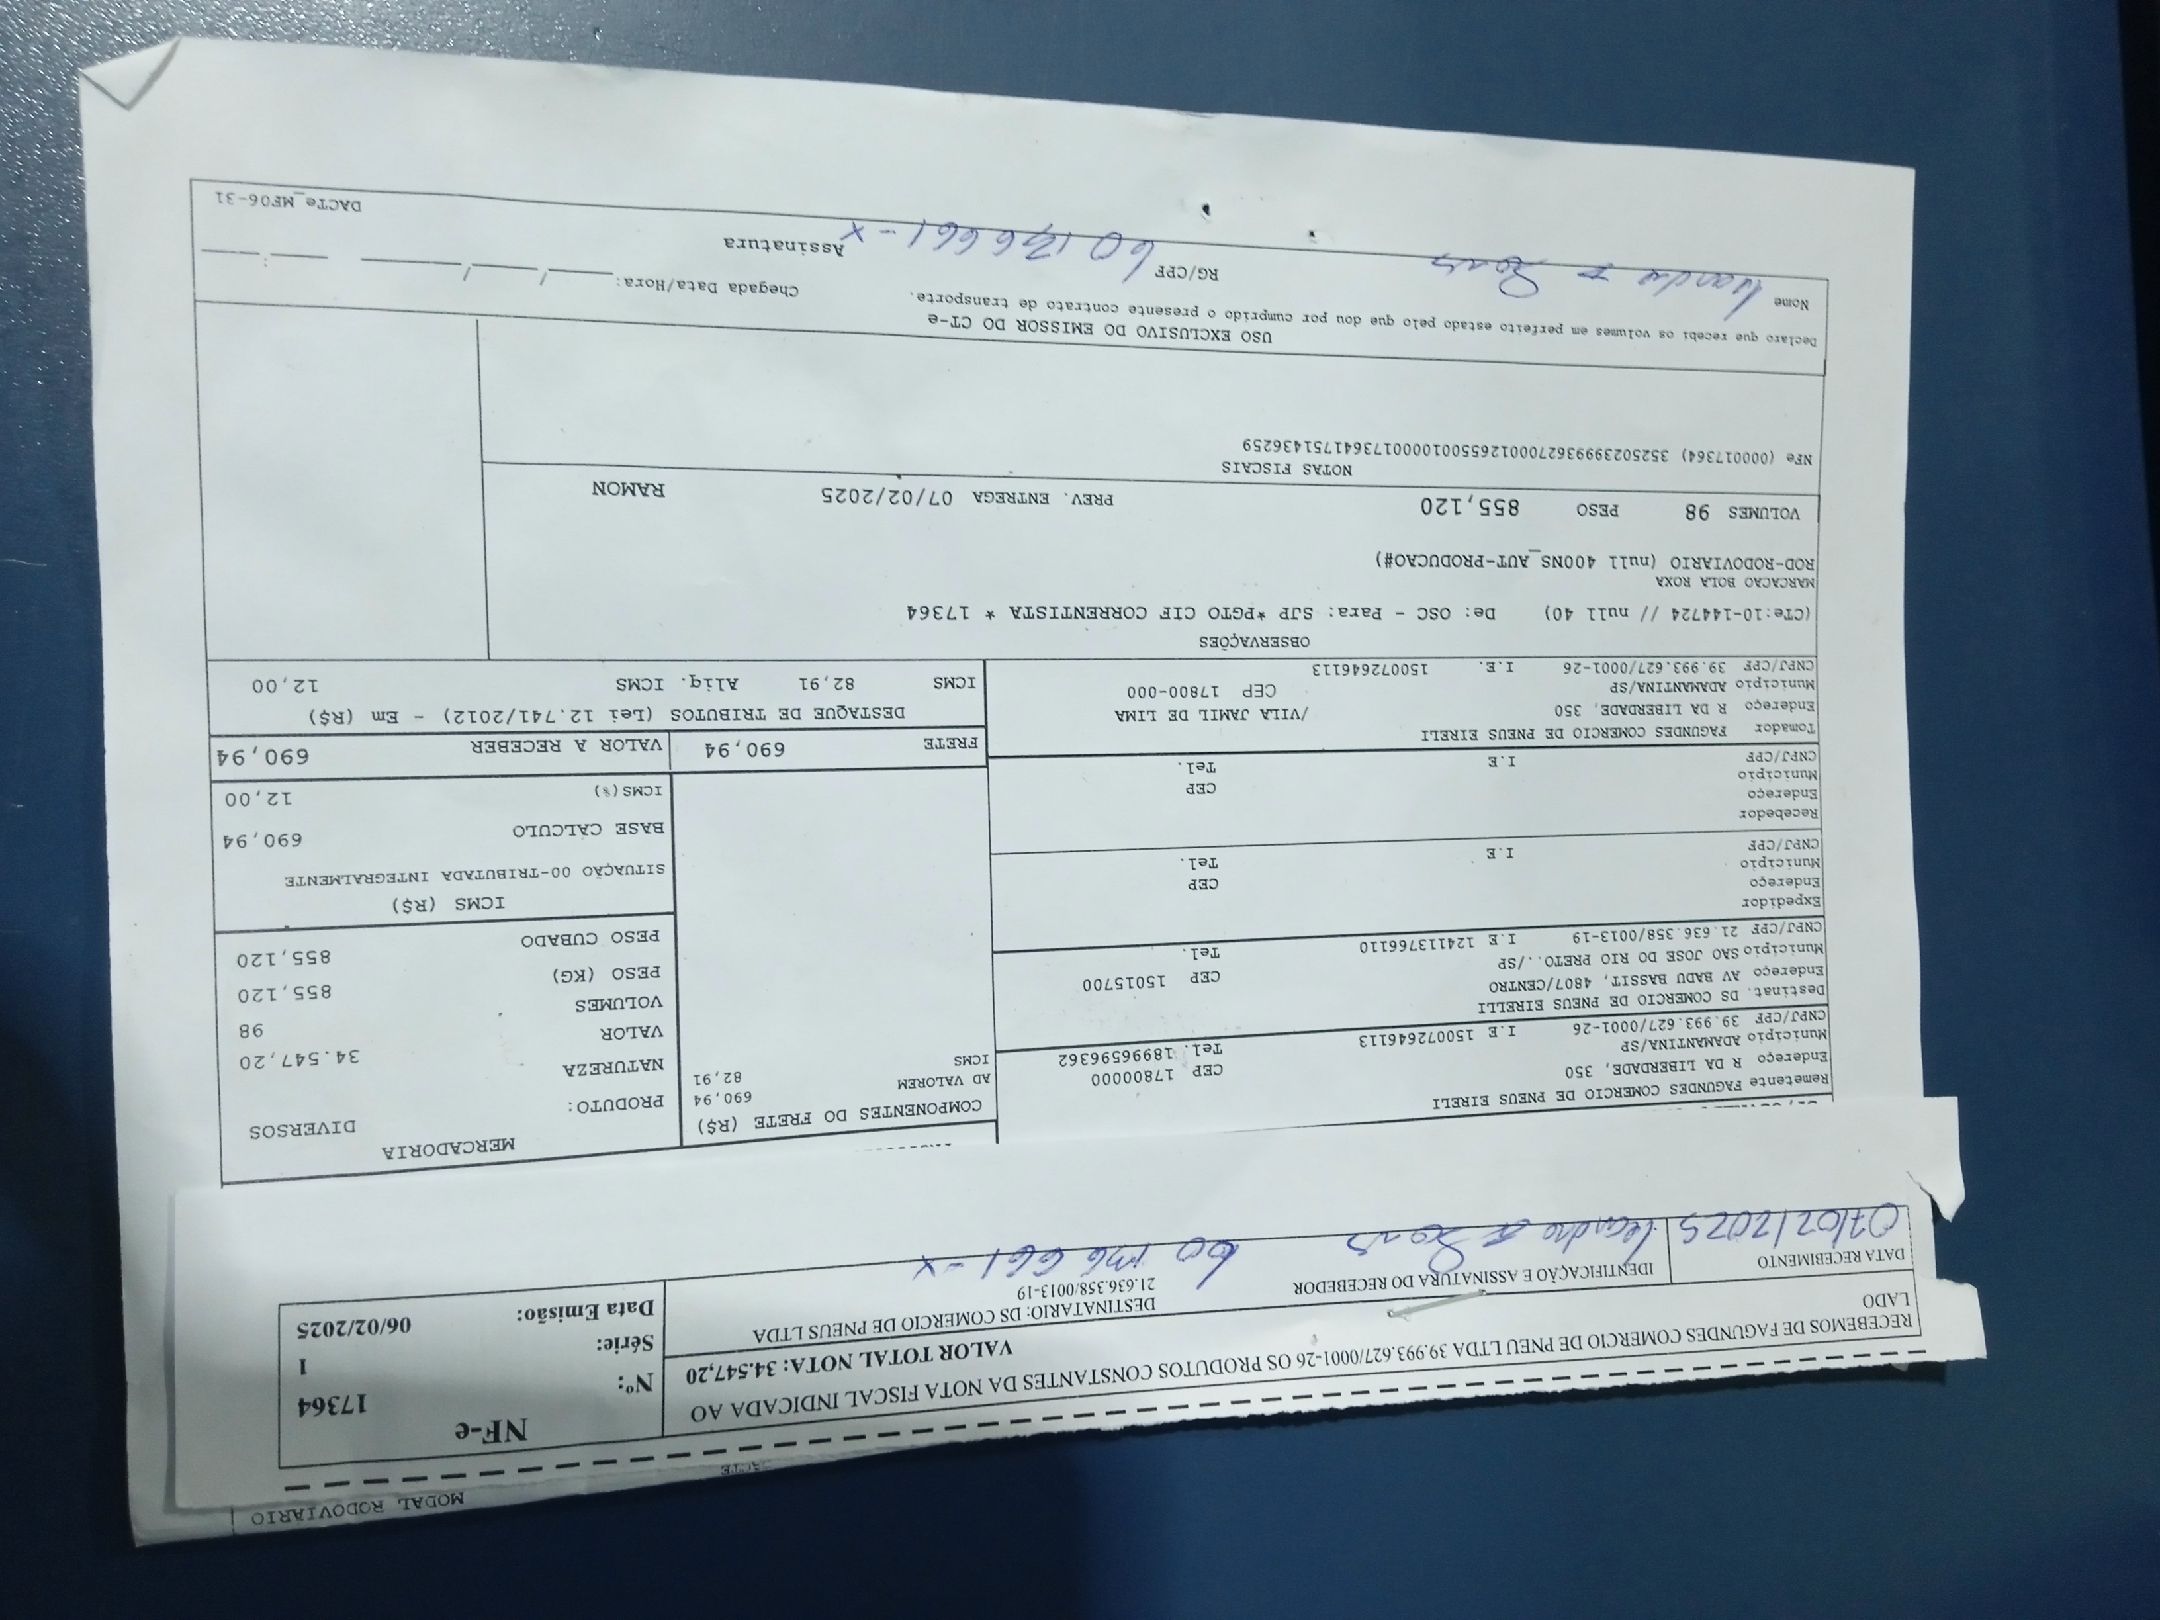 MODAL RODOVIARIO
NF-e
Nº: 17364
Série: 1
Data Emissão: 06/02/2025
RECEBEMOS DE FAGUNDES COMERCIO DE PNEU LTDA 39.993.627/0001-26 OS PRODUTOS CONSTANTES DA NOTA FISCAL INDICADA AO
LADO
VALOR TOTAL NOTA: 34.547,20
DESTINATARIO: DS COMERCIO DE PNEUS LTDA
21.636.358/0013-19
DATA RECEBIMENTO
IDENTIFICAÇÃO E ASSINATURA DO RECEBEDOR
07/02/2025
Remetente FAGUNDES COMERCIO DE PNEUS EIRELI
Endereço R DA LIBERDADE, 350
Municipio ADAMANTINA/SP CEP 17800000
CNPJ/CPF 39.993.627/0001-26 I.E 150072646113 Tel. 18996596362
Destinat. DS COMERCIO DE PNEUS EIRELLI
Endereço AV BADU BASSIT, 4807/CENTRO
Municipio SAO JOSE DO RIO PRETO../SP CEP 15015700
CNPJ/CPF 21.636.358/0013-19 I.E 124113766110 Tel.
Expedidor
Endereço
Municipio CEP
CNPJ/CPF I.E Tel.
Recebedor
Endereço
Municipio CEP
CNPJ/CPF I.E Tel.
Tomador FAGUNDES COMERCIO DE PNEUS EIRELI
Endereço R DA LIBERDADE, 350 /VILA JAMIL DE LIMA
Municipio ADAMANTINA/SP CEP 17800-000
CNPJ/CPF 39.993.627/0001-26 I.E. 150072646113
COMPONENTES DO FRETE (R$)
AD VALOREM 690,94
ICMS 82,91
MERCADORIA
PRODUTO: DIVERSOS
NATUREZA
VALOR 34.547,20
VOLUMES 98
PESO (KG) 855,120
PESO CUBADO 855,120
ICMS (R$)
SITUAÇÃO 00-TRIBUTADA INTEGRALMENTE
BASE CÁLCULO 690,94
ICMS(%) 12,00
FRETE 690,94 VALOR A RECEBER 690,94
DESTAQUE DE TRIBUTOS (Lei 12.741/2012) - Em (R$)
ICMS 82,91 Aliq. ICMS 12,00
OBSERVAÇÕES
(CTe:10-144724 // null 40) De: OSC - Para: SJP *PGTO CIF CORRENTISTA * 17364
MARCACAO BOLA ROXA
ROD-RODOVIARIO (null 400NS_AUT-PRODUCAO#)
VOLUMES 98 PESO 855,120 PREV. ENTREGA 07/02/2025 RAMON
NOTAS FISCAIS
NFe (000017364) 35250239993627000126550010000173641751436259
USO EXCLUSIVO DO EMISSOR DO CT-e
Declaro que recebi os volumes em perfeito estado pelo que dou por cumprido o presente contrato de transporte.
Nome RG/CPF Chegada Data/Hora: ____/____/____ ____:____
Assinatura
DACTe_MF06-31